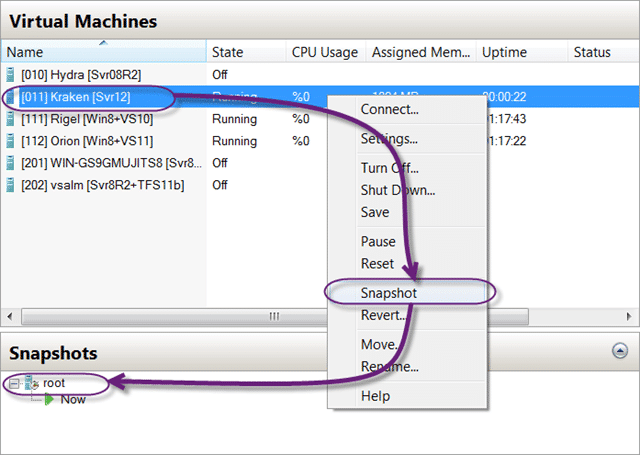 Virtual Machines
Name State CPU Usage Assigned Mem... Uptime Status
[010] Hydra [Svr08R2] Off
[011] Kraken [Svr12] Running %0 00:00:22
[111] Rigel [Win8+VS10] Running %0 01:17:43
[112] Orion [Win8+VS11] Running %0 01:17:22
[201] WIN-GS9GMUJITS8 [Svr8... Off
[202] vsalm [Svr8R2+TFS11b] Off
Connect...
Settings...
Turn Off...
Shut Down...
Save
Pause
Reset
Snapshot
Revert...
Move...
Rename...
Help
Snapshots
root
Now